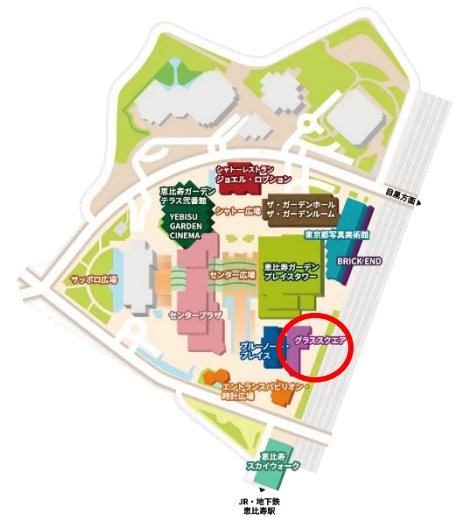 シャトーレストラン
ジョエル・ロブション
恵比寿ガーデン
テラス弐番館
YEBISU
GARDEN
CINEMA
シャトー広場
ザ・ガーデンホール
ザ・ガーデンルーム
目黒方面▶
東京都写真美術館
BRICK END
サッポロ広場
センター広場
恵比寿ガーデン
プレイスタワー
センタープラザ
ブルーノート・
プレイス
グラススクエア
エントランスパビリオン・
時計広場
恵比寿
スカイウォーク
JR・地下鉄
恵比寿駅